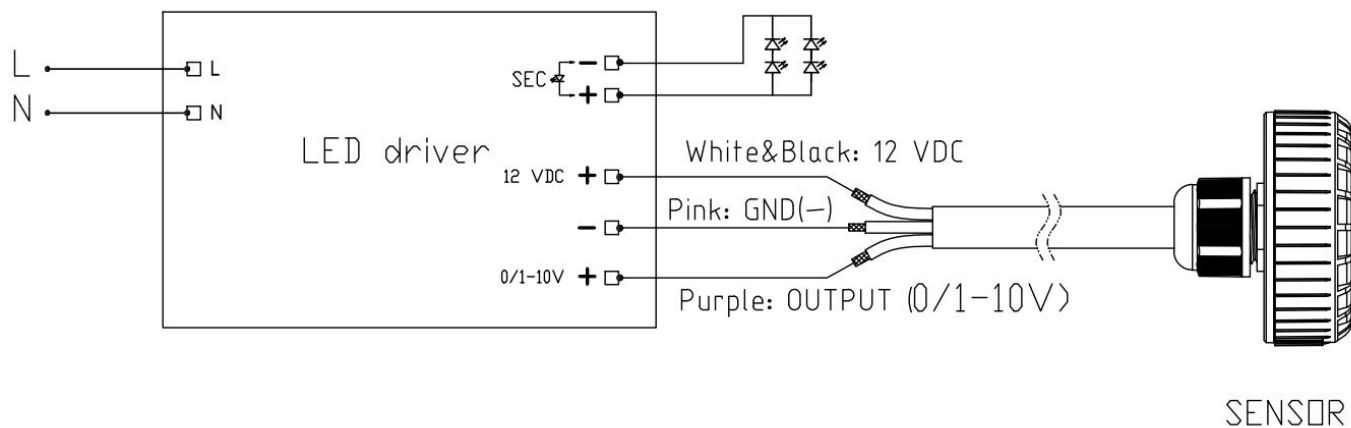 L
L
N
N
SEC
−
+
LED driver
White&Black: 12 VDC
12 VDC +
Pink: GND(−)
−
0/1-10V +
Purple: OUTPUT (0/1-10V)
SENSOR